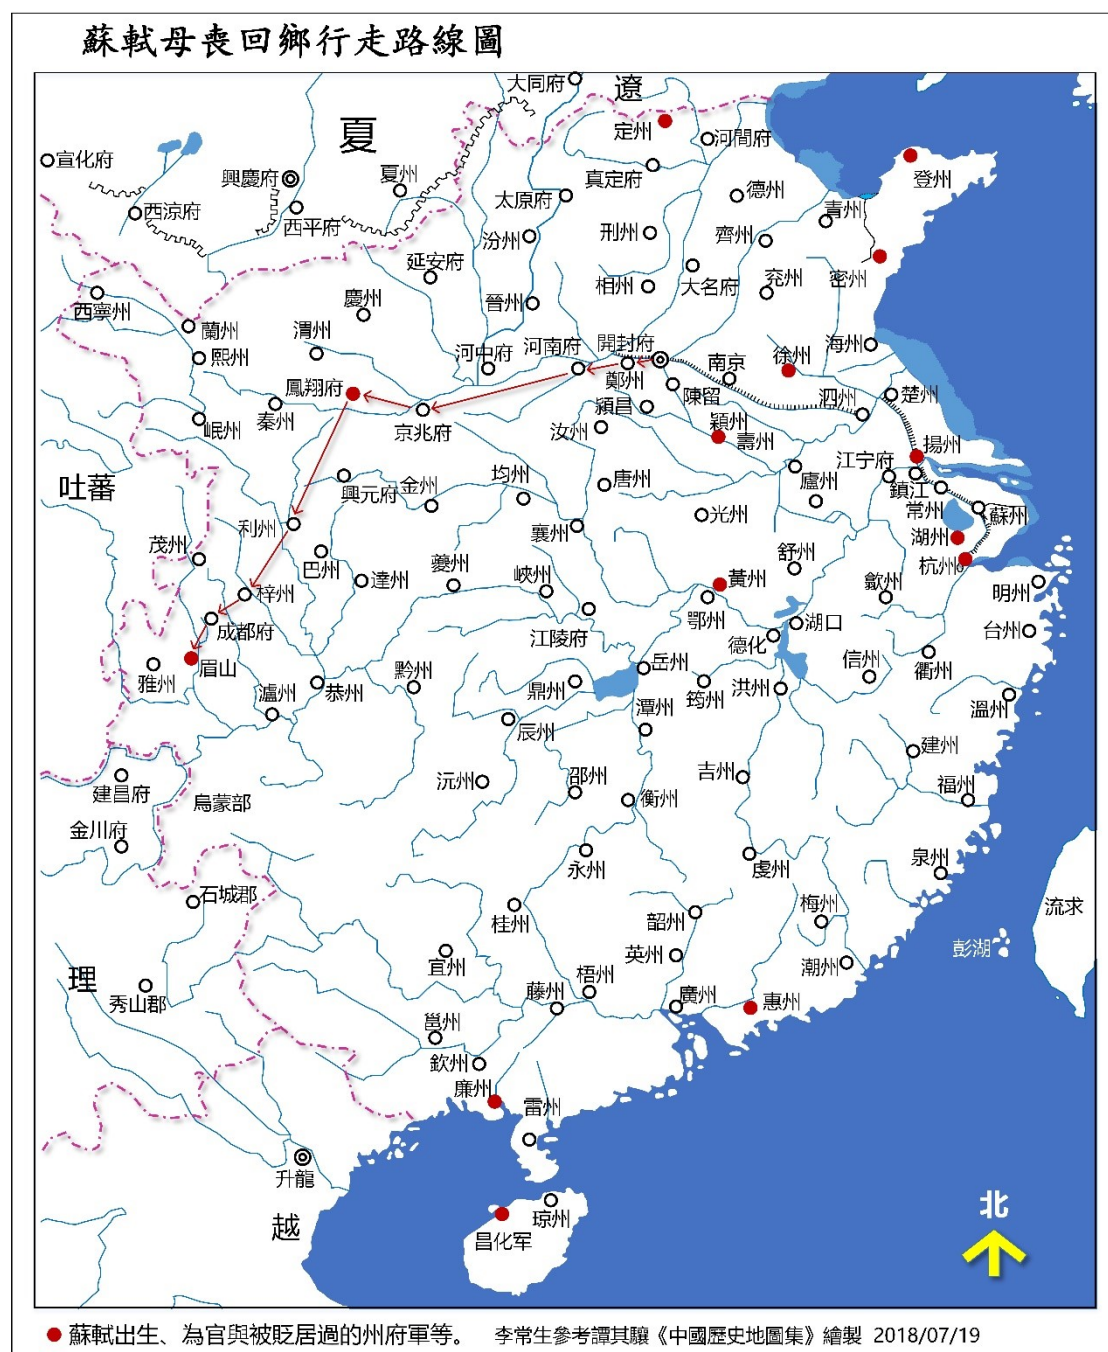 蘇軾母喪回鄉行走路線圖
大同府
遼
夏
定州
河間府
宣化府
興慶府
夏州
真定府
登州
西涼府
西平府
太原府
德州
青州
汾州
刑州
齊州
延安府
相州
大名府
兗州
密州
西寧州
慶州
晉州
蘭州
渭州
河中府
河南府
開封府
海州
熙州
鄭州
南京
徐州
鳳翔府
陳留
泗州
楚州
秦州
潁昌
岷州
京兆府
汝州
潁州
壽州
揚州
吐蕃
興元府
金州
均州
唐州
廬州
江宁府
鎮江
常州
蘇州
利州
襄州
光州
湖州
茂州
巴州
達州
夔州
峽州
舒州
杭州
梓州
黃州
歙州
明州
成都府
江陵府
鄂州
德化
湖口
台州
眉山
雅州
岳州
信州
衢州
瀘州
恭州
黔州
鼎州
筠州
洪州
溫州
辰州
潭州
建州
建昌府
烏蒙部
沅州
邵州
衡州
吉州
福州
金川府
永州
虔州
泉州
石城郡
桂州
韶州
梅州
流求
宜州
英州
彭湖
理
秀山郡
梧州
潮州
藤州
廣州
惠州
邕州
欽州
廉州
雷州
升龍
越
昌化军
琼州
北
蘇軾出生、為官與被貶居過的州府軍等。 李常生參考譚其驤《中國歷史地圖集》繪製 2018/07/19